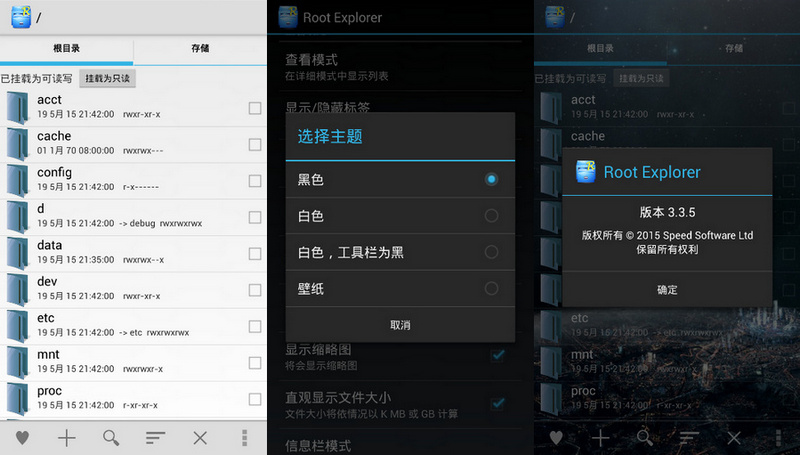 /
根目录
存储
已挂载为可读写 挂载为只读
acct
19 5月 15 21:42:00 rwxr-xr-x
cache
01 1月 70 08:00:00 rwxrwx---
config
19 5月 15 21:42:00 r-x------
d
19 5月 15 21:42:00 -> debug rwxrwxrwx
data
19 5月 15 21:35:00 rwxrwx--x
dev
19 5月 15 21:42:00 rwxr-xr-x
etc
19 5月 15 21:42:00 -> etc rwxrwxrwx
mnt
19 5月 15 21:42:00 rwxrwxr-x
proc
19 5月 15 21:42:00 r-xr-xr-x
Root Explorer
查看模式
在详细模式中显示列表
显示/隐藏标签
选择主题
黑色
白色
白色，工具栏为黑
壁纸
取消
显示缩略图
将会显示缩略图
直观显示文件大小
文件大小将依情况以 K MB 或 GB 计算
信息栏模式
/
根目录
存储
已挂载为可读写 挂载为只读
acct
19 5月 15 21:42:00 rwxr-xr-x
cache
Root Explorer
版本 3.3.5
版权所有 © 2015 Speed Software Ltd
保留所有权利
确定
etc
19 5月 15 21:42:00 -> etc rwxrwxrwx
mnt
19 5月 15 21:42:00 rwxrwxr-x
proc
19 5月 15 21:42:00 r-xr-xr-x